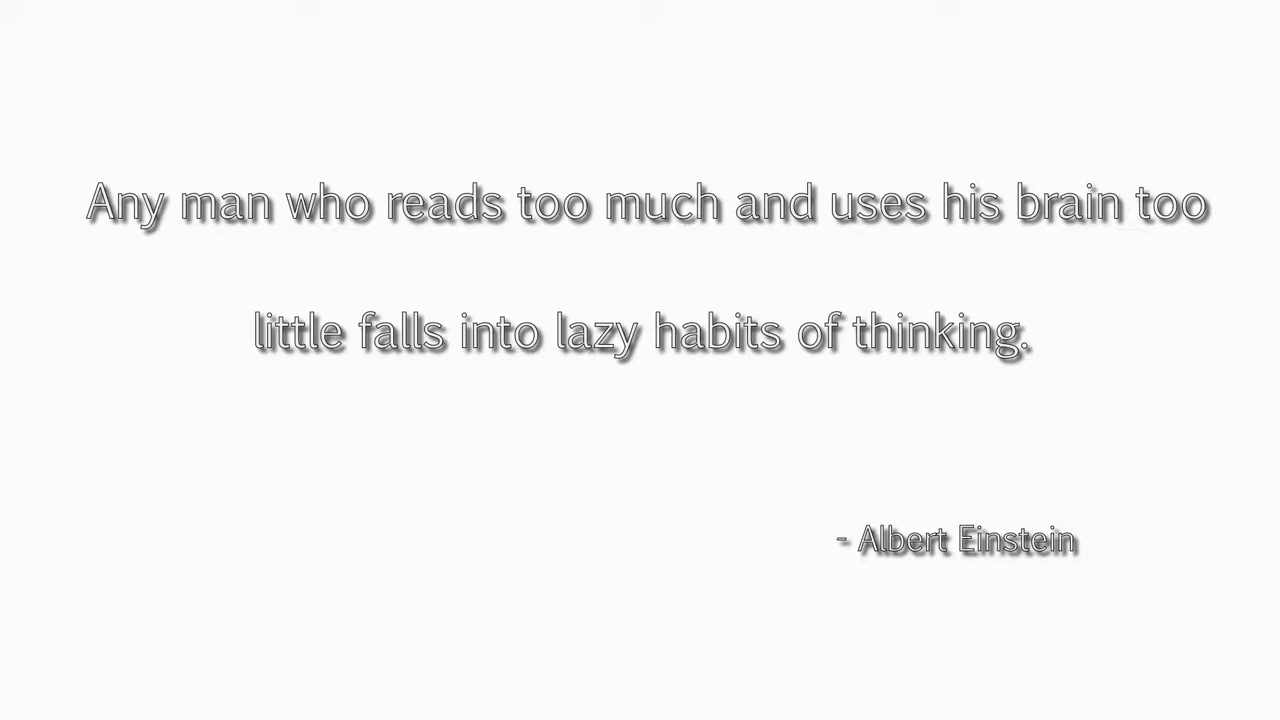 Any man who reads too much and uses his brain too
little falls into lazy habits of thinking.
- Albert Einstein